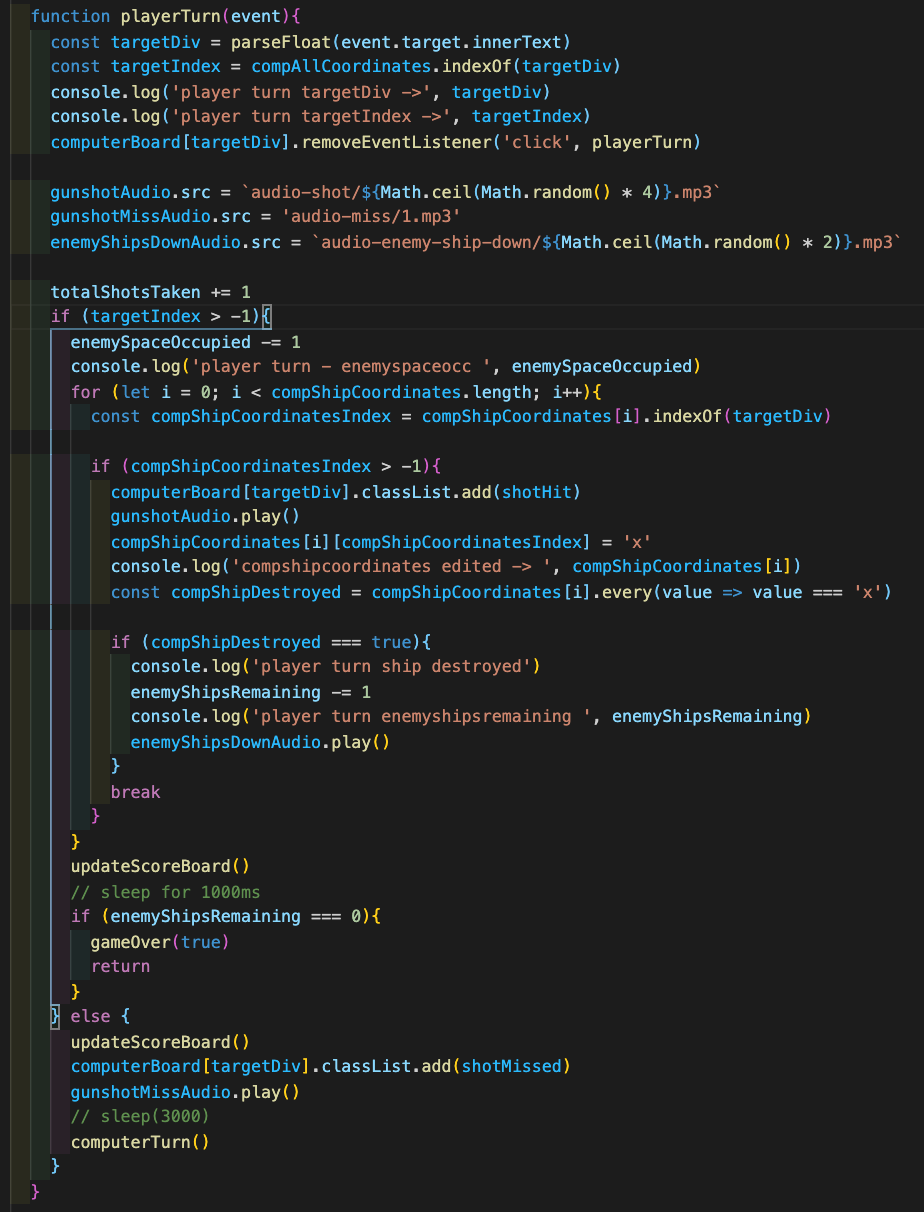 function playerTurn(event){
const targetDiv = parseFloat(event.target.innerText)
const targetIndex = compAllCoordinates.indexOf(targetDiv)
console.log('player turn targetDiv ->', targetDiv)
console.log('player turn targetIndex ->', targetIndex)
computerBoard[targetDiv].removeEventListener('click', playerTurn)
gunshotAudio.src = `audio-shot/${Math.ceil(Math.random() * 4)}.mp3`
gunshotMissAudio.src = 'audio-miss/1.mp3'
enemyShipsDownAudio.src = `audio-enemy-ship-down/${Math.ceil(Math.random() * 2)}.mp3`
totalShotsTaken += 1
if (targetIndex > -1){
enemySpaceOccupied -= 1
console.log('player turn - enemyspaceocc ', enemySpaceOccupied)
for (let i = 0; i < compShipCoordinates.length; i++){
const compShipCoordinatesIndex = compShipCoordinates[i].indexOf(targetDiv)
if (compShipCoordinatesIndex > -1){
computerBoard[targetDiv].classList.add(shotHit)
gunshotAudio.play()
compShipCoordinates[i][compShipCoordinatesIndex] = 'x'
console.log('compshipcoordinates edited -> ', compShipCoordinates[i])
const compShipDestroyed = compShipCoordinates[i].every(value => value === 'x')
if (compShipDestroyed === true){
console.log('player turn ship destroyed')
enemyShipsRemaining -= 1
console.log('player turn enemyshipsremaining ', enemyShipsRemaining)
enemyShipsDownAudio.play()
}
break
}
}
updateScoreBoard()
// sleep for 1000ms
if (enemyShipsRemaining === 0){
gameOver(true)
return
}
} else {
updateScoreBoard()
computerBoard[targetDiv].classList.add(shotMissed)
gunshotMissAudio.play()
// sleep(3000)
computerTurn()
}
}